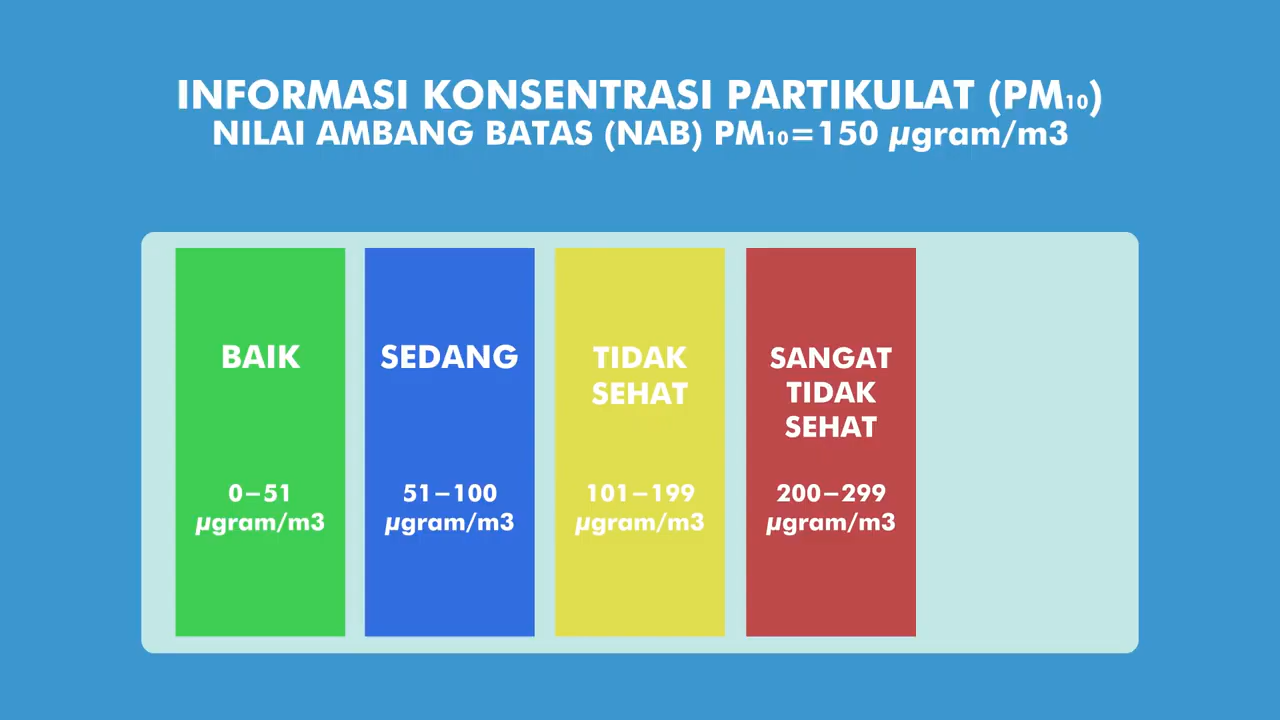 INFORMASI KONSENTRASI PARTIKULAT (PM₁₀)
NILAI AMBANG BATAS (NAB) PM₁₀=150 µgram/m3
BAIK
0–51
µgram/m3
SEDANG
51–100
µgram/m3
TIDAK
SEHAT
101–199
µgram/m3
SANGAT
TIDAK
SEHAT
200–299
µgram/m3